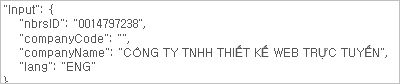 "Input": {
"nbrsID": "0014797238",
"companyCode": "",
"companyName": "CÔNG TY TNHH THIẾT KẾ WEB TRỰC TUYẾN",
"lang": "ENG"
}